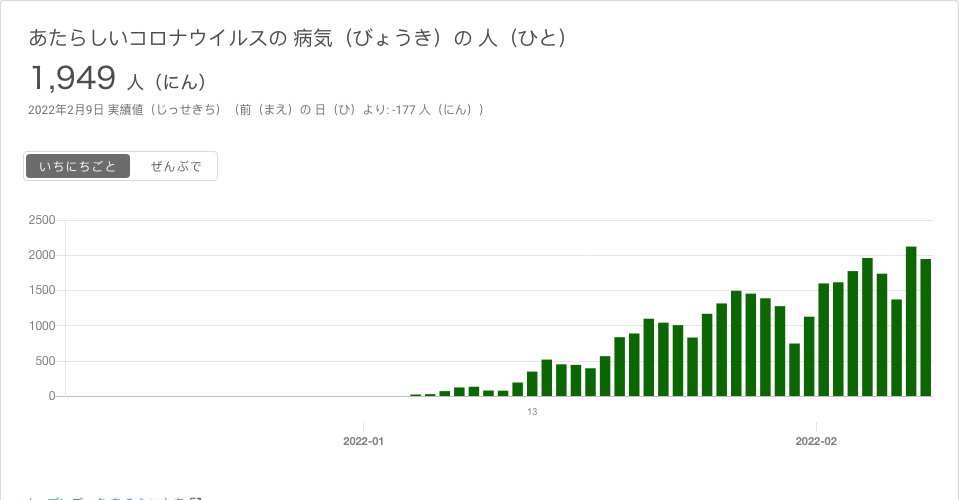 あたらしいコロナウイルスの 病気（びょうき）の 人（ひと）
1,949 人（にん）
2022年2月9日 実績値（じっせきち）（前（まえ）の 日（ひ）より: -177 人（にん））
いちにちごと ぜんぶで
2500
2000
1500
1000
500
0
13
2022-01 2022-02